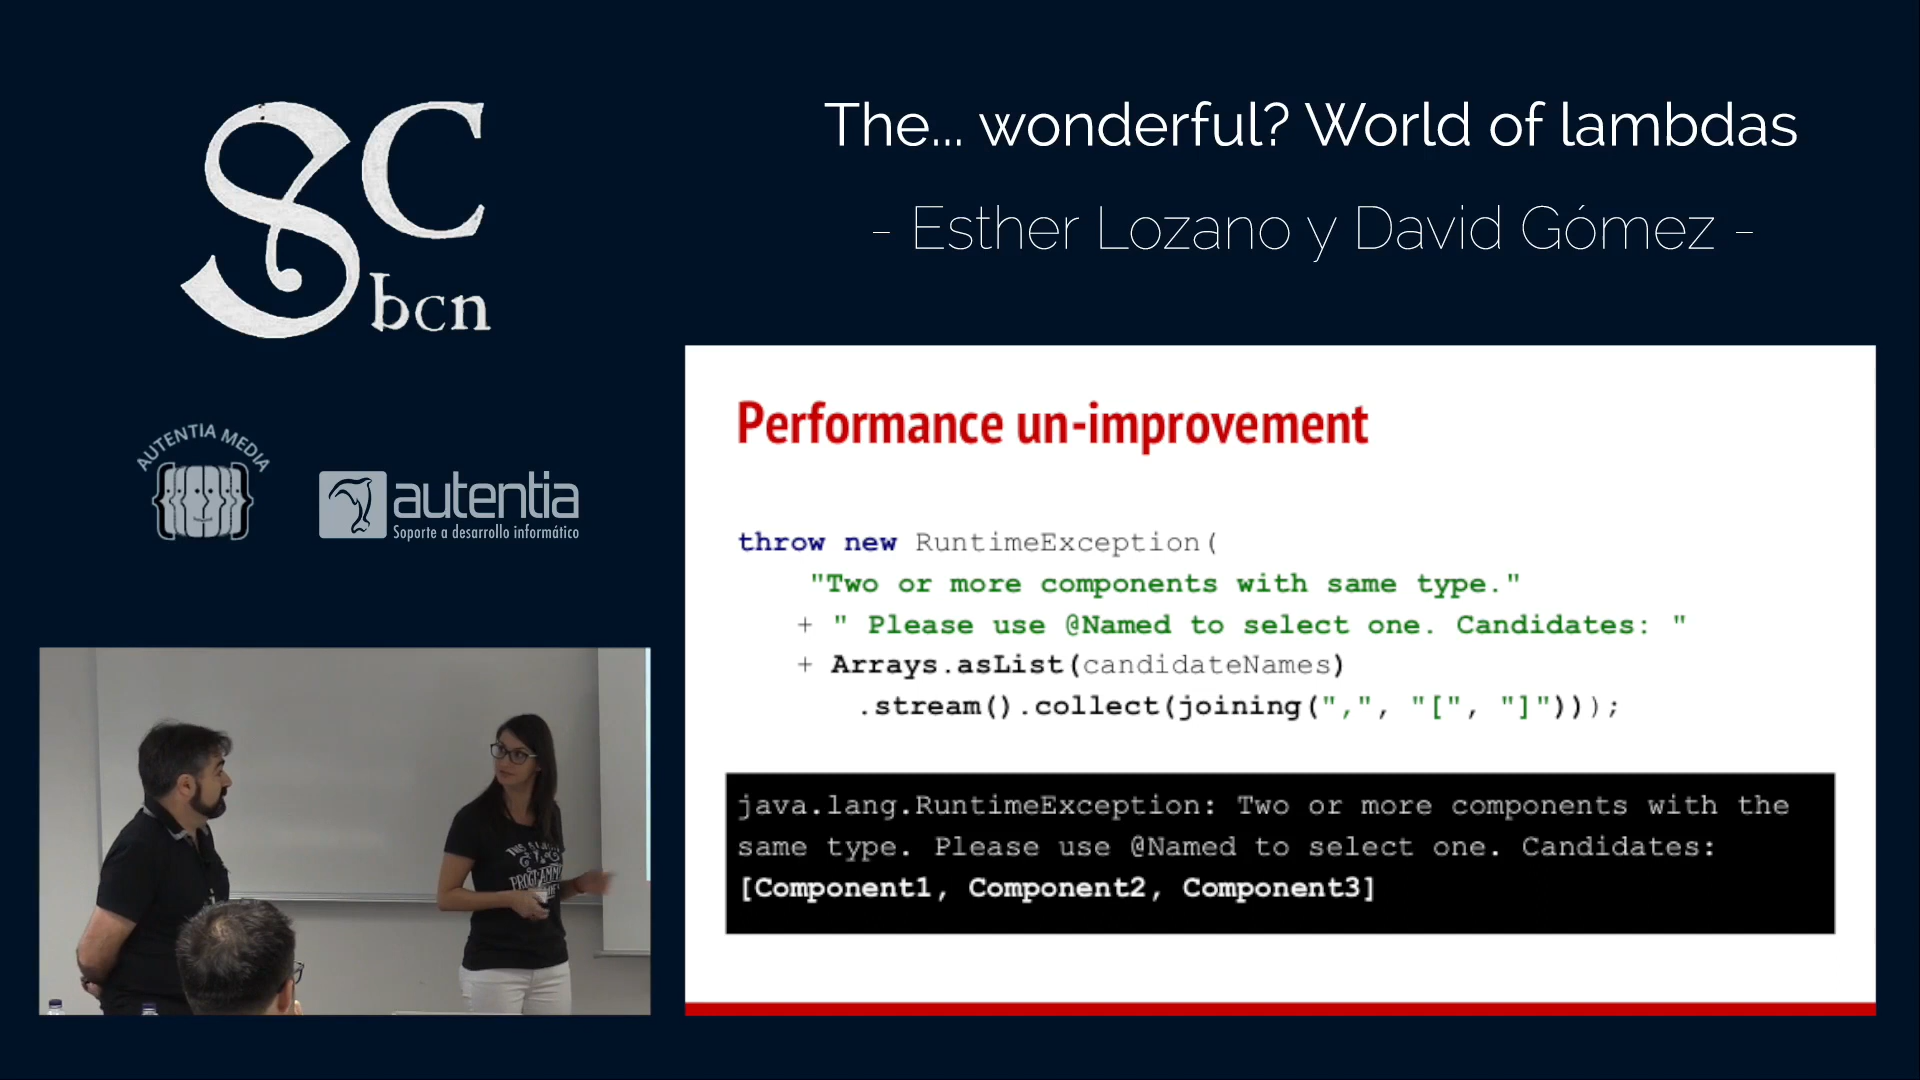 SC
bcn
The... wonderful? World of lambdas
- Esther Lozano y David Gómez -
AUTENTIA MEDIA
autentia
Soporte a desarrollo informático
Performance un-improvement
throw new RuntimeException(
"Two or more components with same type."
+ " Please use @Named to select one. Candidates: "
+ Arrays.asList(candidateNames)
.stream().collect(joining(",", "[", "]")));
java.lang.RuntimeException: Two or more components with the
same type. Please use @Named to select one. Candidates:
[Component1, Component2, Component3]